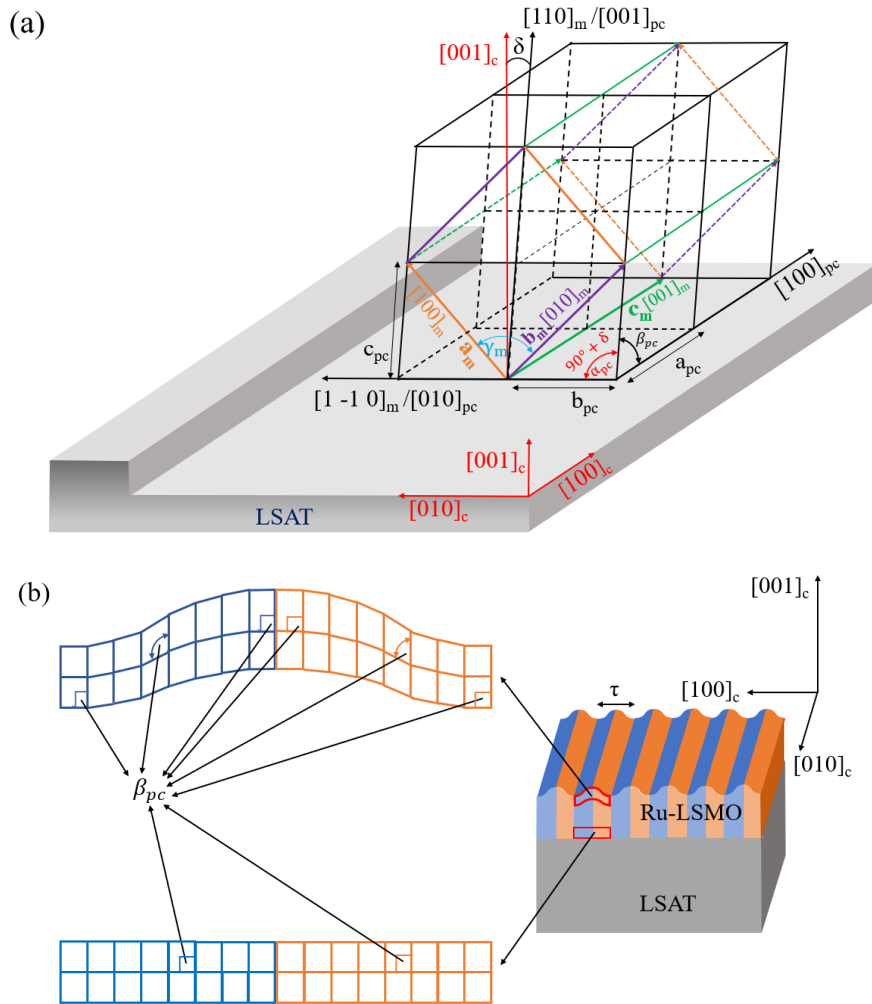 (a)
[110]m/[001]pc
[001]c
δ
[100]pc
[100]m
am
γm
bm [010]m
cm [001]m
90° + δ
αpc
βpc
apc
cpc
bpc
[1 -1 0]m/[010]pc
[001]c
[100]c
[010]c
LSAT
(b)
[001]c
τ
[100]c
[010]c
βpc
Ru-LSMO
LSAT